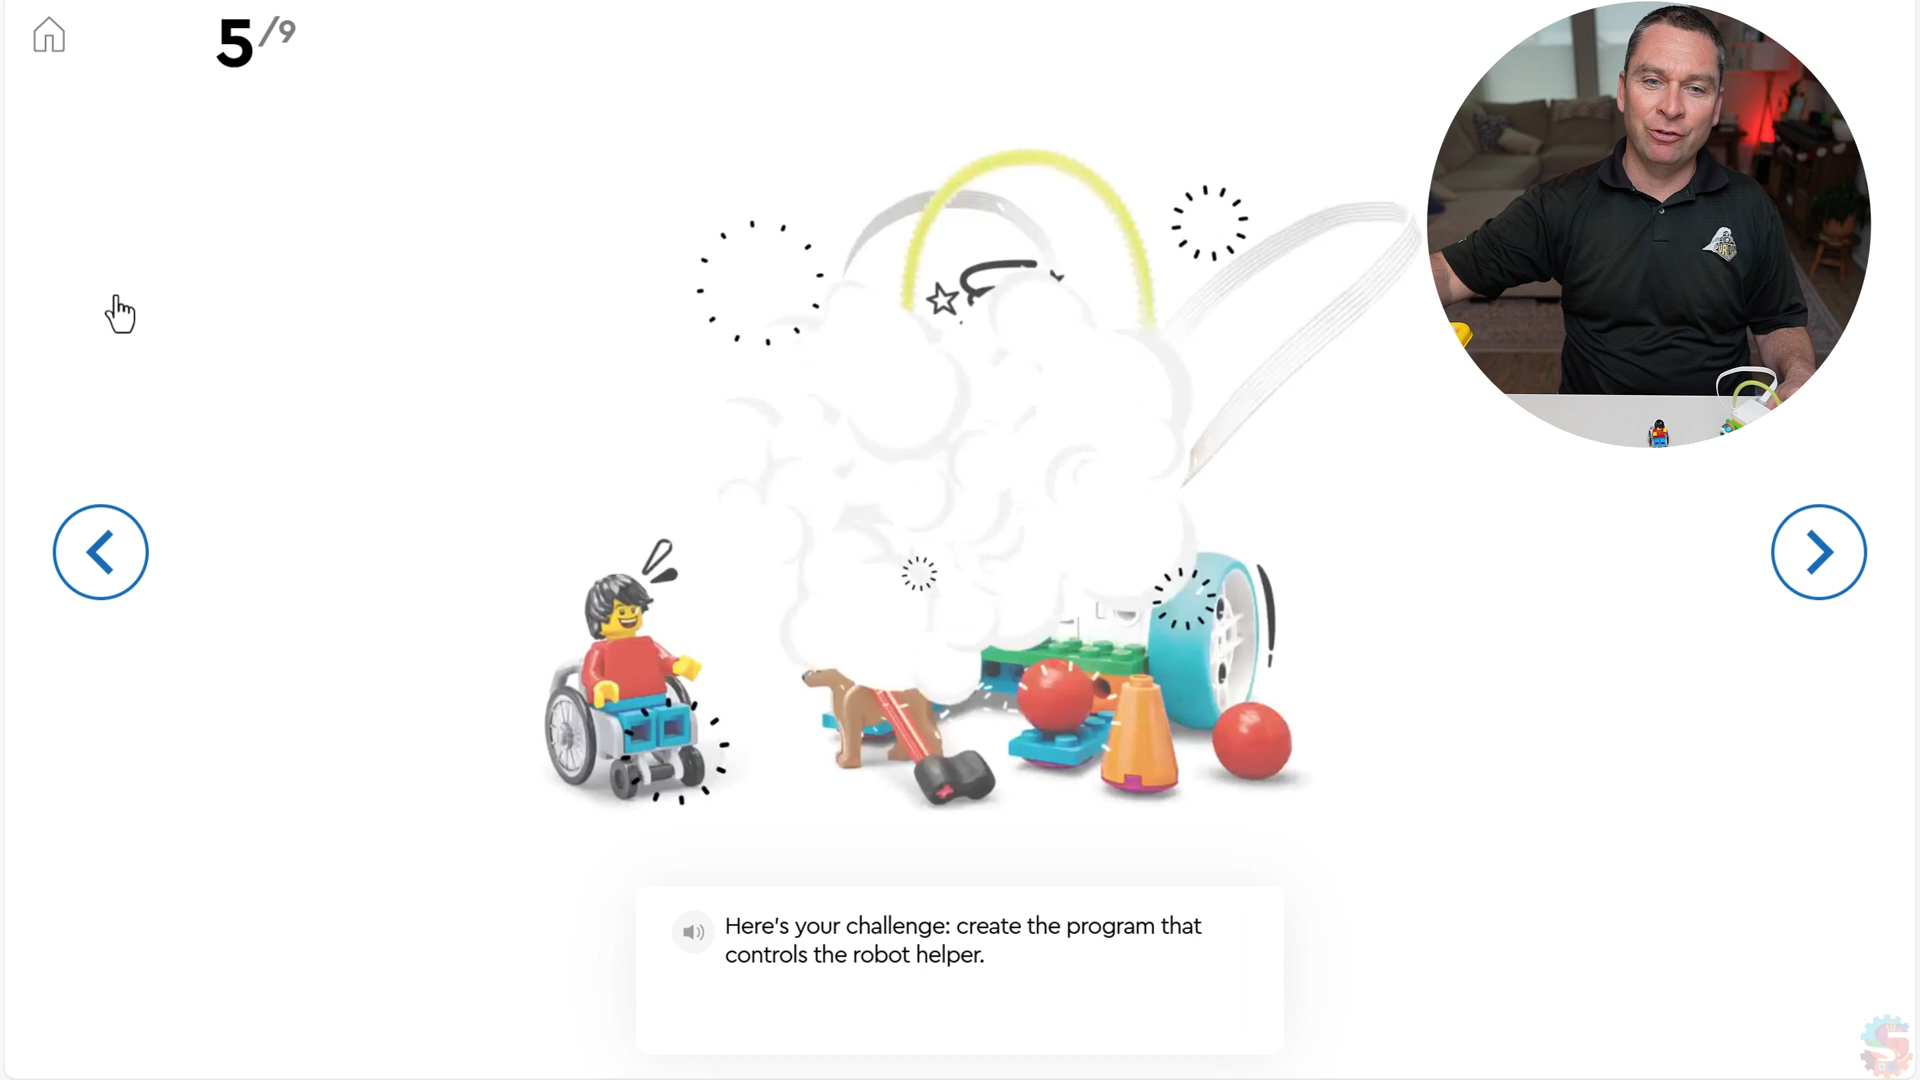 5/9
Here's your challenge: create the program that
controls the robot helper.